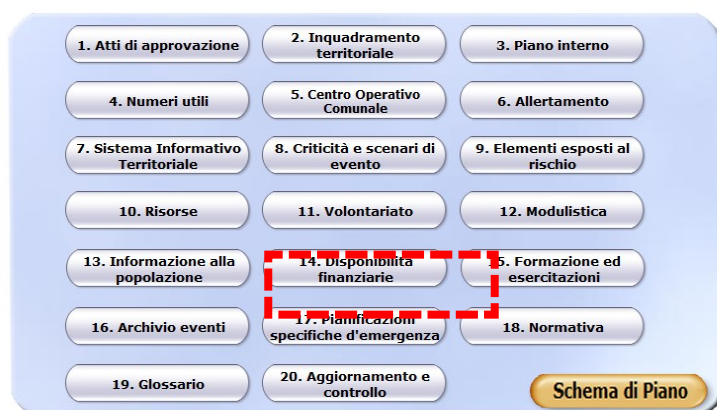 1. Atti di approvazione
2. Inquadramento
territoriale
3. Piano interno
4. Numeri utili
5. Centro Operativo
Comunale
6. Allertamento
7. Sistema Informativo
Territoriale
8. Criticità e scenari di
evento
9. Elementi esposti al
rischio
10. Risorse
11. Volontariato
12. Modulistica
13. Informazione alla
popolazione
14. Disponibilità
finanziarie
15. Formazione ed
esercitazioni
16. Archivio eventi
17. Pianificazioni
specifiche d'emergenza
18. Normativa
19. Glossario
20. Aggiornamento e
controllo
Schema di Piano